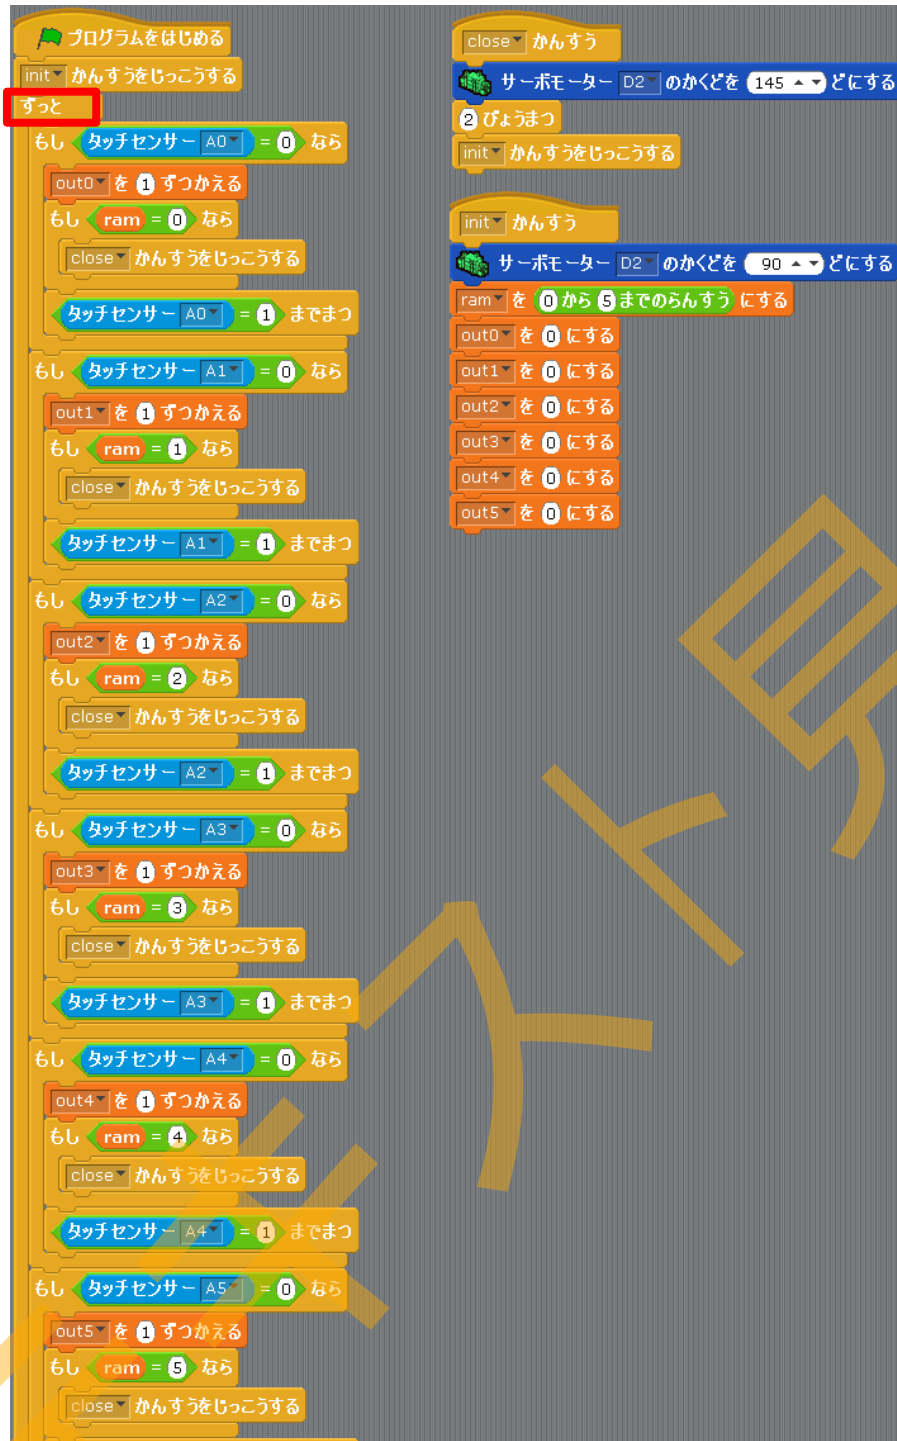 プログラムをはじめる
init かんすうをじっこうする
ずっと
もし タッチセンサー A0 = 0 なら
out0 を 1 ずつかえる
もし ram = 0 なら
close かんすうをじっこうする
タッチセンサー A0 = 1 までまつ
もし タッチセンサー A1 = 0 なら
out1 を 1 ずつかえる
もし ram = 1 なら
close かんすうをじっこうする
タッチセンサー A1 = 1 までまつ
もし タッチセンサー A2 = 0 なら
out2 を 1 ずつかえる
もし ram = 2 なら
close かんすうをじっこうする
タッチセンサー A2 = 1 までまつ
もし タッチセンサー A3 = 0 なら
out3 を 1 ずつかえる
もし ram = 3 なら
close かんすうをじっこうする
タッチセンサー A3 = 1 までまつ
もし タッチセンサー A4 = 0 なら
out4 を 1 ずつかえる
もし ram = 4 なら
close かんすうをじっこうする
タッチセンサー A4 = 1 までまつ
もし タッチセンサー A5 = 0 なら
out5 を 1 ずつかえる
もし ram = 5 なら
close かんすうをじっこうする
close かんすう
サーボモーター D2 のかくどを 145 どにする
2 びょうまつ
init かんすうをじっこうする
init かんすう
サーボモーター D2 のかくどを 90 どにする
ram を 0 から 5 までのらんすう にする
out0 を 0 にする
out1 を 0 にする
out2 を 0 にする
out3 を 0 にする
out4 を 0 にする
out5 を 0 にする